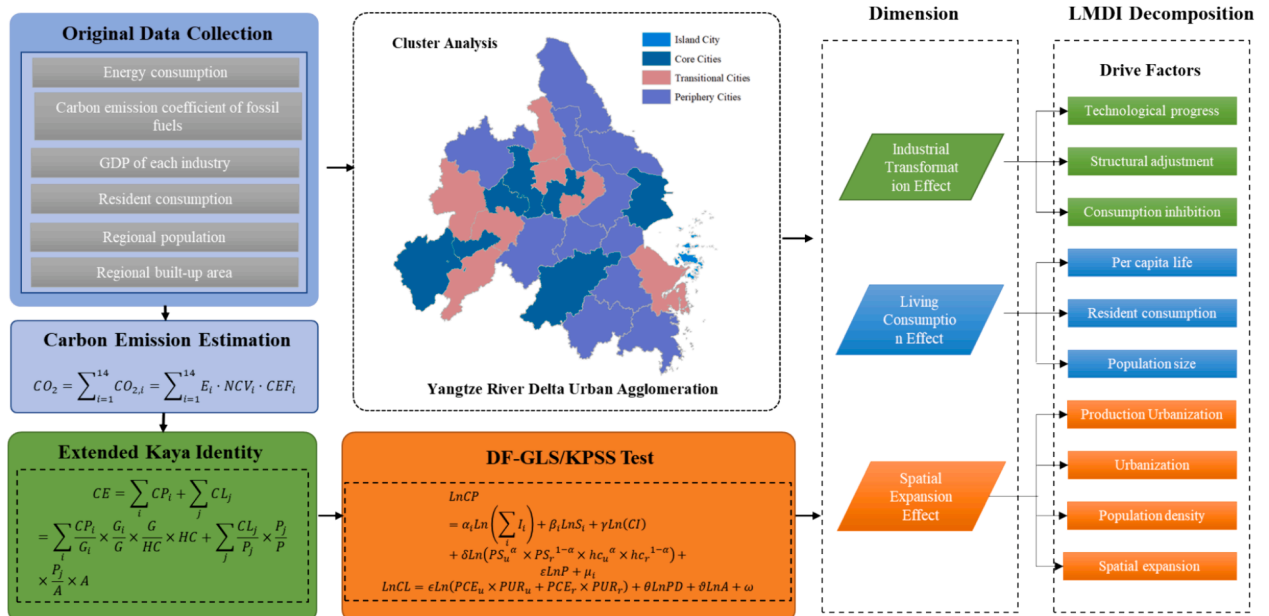 Original Data Collection
Energy consumption
Carbon emission coefficient of fossil
fuels
GDP of each industry
Resident consumption
Regional population
Regional built-up area
Carbon Emission Estimation
CO₂ = ∑¹⁴ᵢ₌₁ CO₂,ᵢ = ∑¹⁴ᵢ₌₁ Eᵢ · NCVᵢ · CEFᵢ
Extended Kaya Identity
CE = ∑ᵢ CPᵢ + ∑ⱼ CLⱼ
= ∑ᵢ CPᵢ/Gᵢ × Gᵢ/G × G/HC × HC + ∑ⱼ CLⱼ/Pⱼ × Pⱼ/P
× Pⱼ/A × A
Cluster Analysis
Island City
Core Cities
Transitional Cities
Periphery Cities
Yangtze River Delta Urban Agglomeration
DF-GLS/KPSS Test
LnCP
= αᵢLn(∑ᵢ Iᵢ) + βᵢLnSᵢ + γLn(CI)
+ δLn(PSᵤ^α × PSᵣ^1−α × hcᵤ^α × hcᵣ^1−α) +
εLnP + μᵢ
LnCL = ϵLn(PCEᵤ × PURᵤ + PCEᵣ × PURᵣ) + θLnPD + ϑLnA + ω
Dimension
Industrial
Transformat
ion Effect
Living
Consumptio
n Effect
Spatial
Expansion
Effect
LMDI Decomposition
Drive Factors
Technological progress
Structural adjustment
Consumption inhibition
Per capita life
Resident consumption
Population size
Production Urbanization
Urbanization
Population density
Spatial expansion